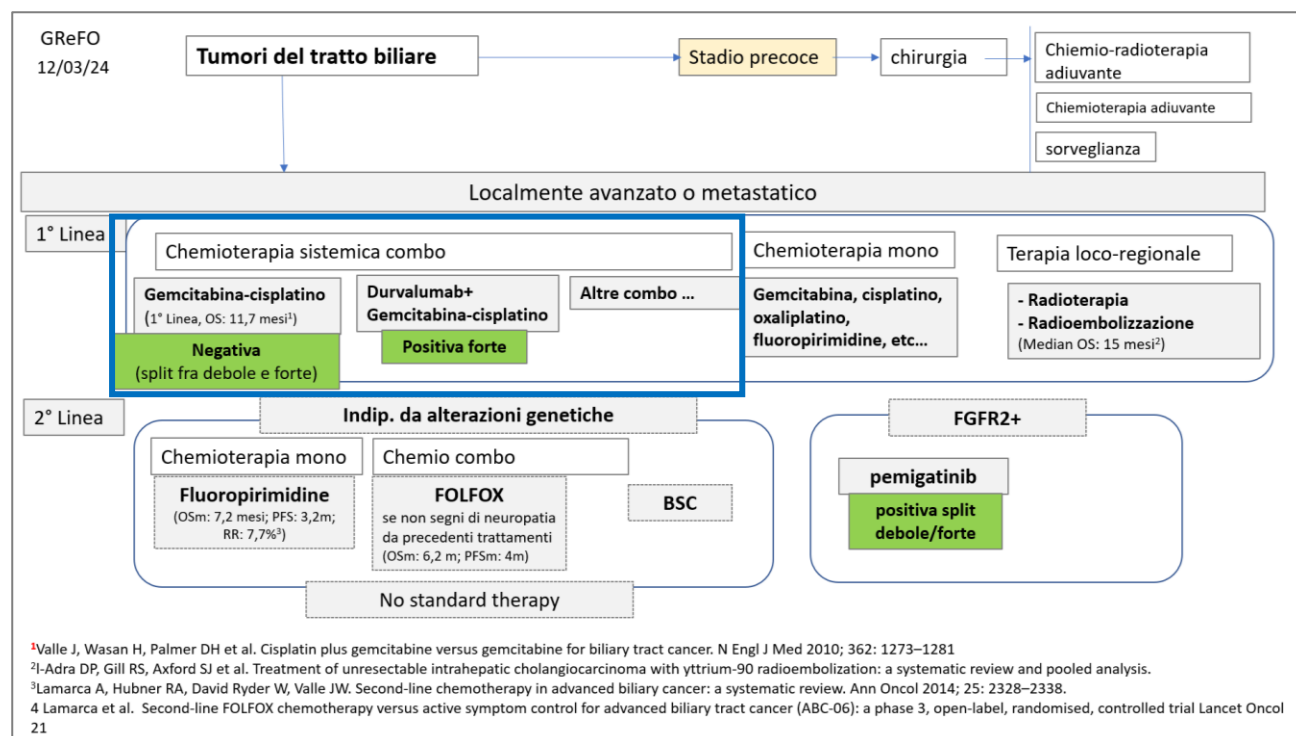 GReFO
12/03/24
Tumori del tratto biliare
Stadio precoce
chirurgia
Chiemio-radioterapia
adiuvante
Chiemioterapia adiuvante
sorveglianza
Localmente avanzato o metastatico
1° Linea
Chemioterapia sistemica combo
Gemcitabina-cisplatino
(1° Linea, OS: 11,7 mesi¹)
Negativa
(split fra debole e forte)
Durvalumab+
Gemcitabina-cisplatino
Positiva forte
Altre combo ...
Chemioterapia mono
Gemcitabina, cisplatino,
oxaliplatino,
fluoropirimidine, etc...
Terapia loco-regionale
- Radioterapia
- Radioembolizzazione
(Median OS: 15 mesi²)
2° Linea
Indip. da alterazioni genetiche
Chemioterapia mono
Fluoropirimidine
(OSm: 7,2 mesi; PFS: 3,2m;
RR: 7,7%³)
Chemio combo
FOLFOX
se non segni di neuropatia
da precedenti trattamenti
(OSm: 6,2 m; PFSm: 4m)
BSC
No standard therapy
FGFR2+
pemigatinib
positiva split
debole/forte
¹Valle J, Wasan H, Palmer DH et al. Cisplatin plus gemcitabine versus gemcitabine for biliary tract cancer. N Engl J Med 2010; 362: 1273–1281
²l-Adra DP, Gill RS, Axford SJ et al. Treatment of unresectable intrahepatic cholangiocarcinoma with yttrium-90 radioembolization: a systematic review and pooled analysis.
³Lamarca A, Hubner RA, David Ryder W, Valle JW. Second-line chemotherapy in advanced biliary cancer: a systematic review. Ann Oncol 2014; 25: 2328–2338.
4 Lamarca et al. Second-line FOLFOX chemotherapy versus active symptom control for advanced biliary tract cancer (ABC-06): a phase 3, open-label, randomised, controlled trial Lancet Oncol
21